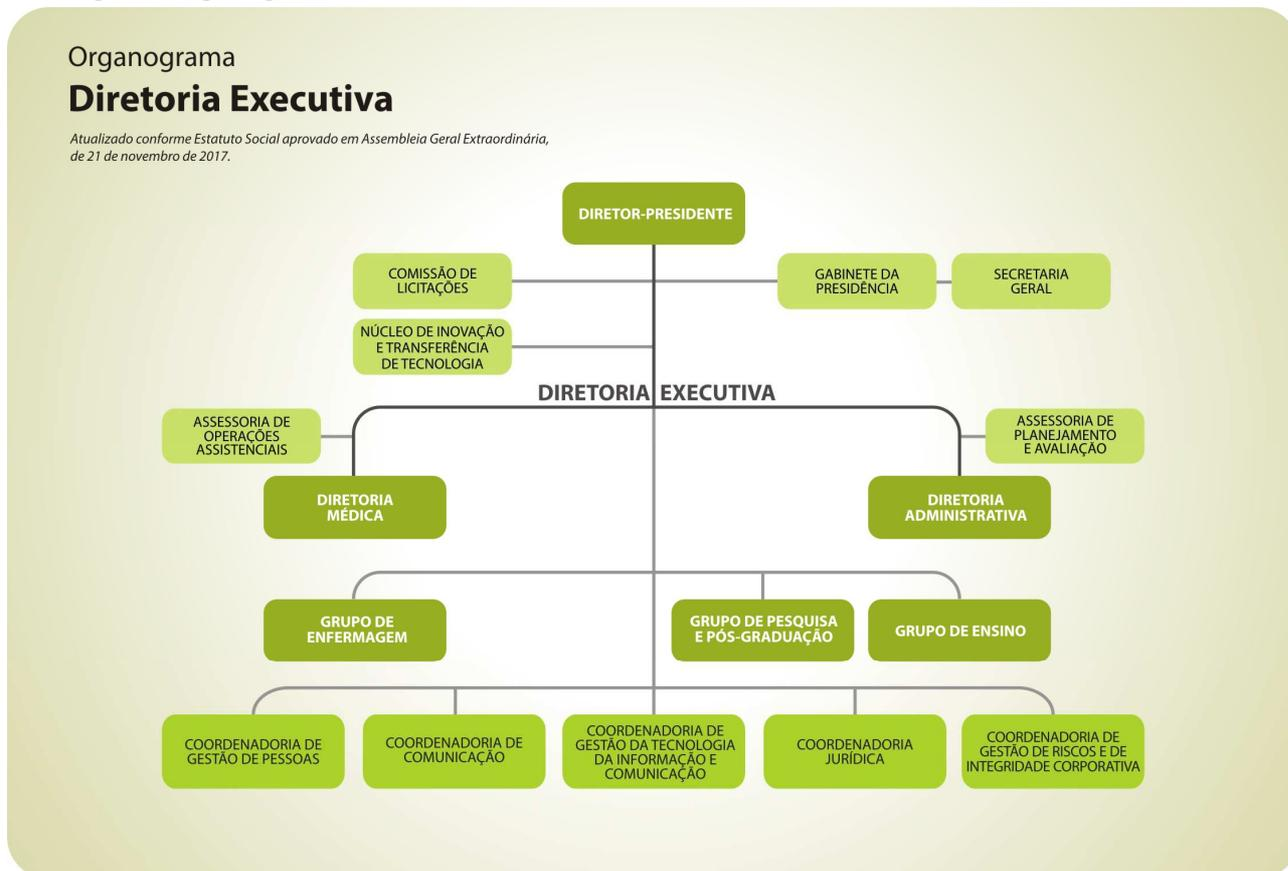 Organograma
Diretoria Executiva
Atualizado conforme Estatuto Social aprovado em Assembleia Geral Extraordinária,
de 21 de novembro de 2017.
DIRETOR-PRESIDENTE
COMISSÃO DE
LICITAÇÕES
GABINETE DA
PRESIDÊNCIA
SECRETARIA
GERAL
NÚCLEO DE INOVAÇÃO
E TRANSFERÊNCIA
DE TECNOLOGIA
DIRETORIA EXECUTIVA
ASSESSORIA DE
OPERAÇÕES
ASSISTENCIAIS
ASSESSORIA DE
PLANEJAMENTO
E AVALIAÇÃO
DIRETORIA
MÉDICA
DIRETORIA
ADMINISTRATIVA
GRUPO DE
ENFERMAGEM
GRUPO DE PESQUISA
E PÓS-GRADUAÇÃO
GRUPO DE ENSINO
COORDENADORIA DE
GESTÃO DE PESSOAS
COORDENADORIA DE
COMUNICAÇÃO
COORDENADORIA DE
GESTÃO DA TECNOLOGIA
DA INFORMAÇÃO E
COMUNICAÇÃO
COORDENADORIA
JURÍDICA
COORDENADORIA DE
GESTÃO DE RISCOS E DE
INTEGRIDADE CORPORATIVA